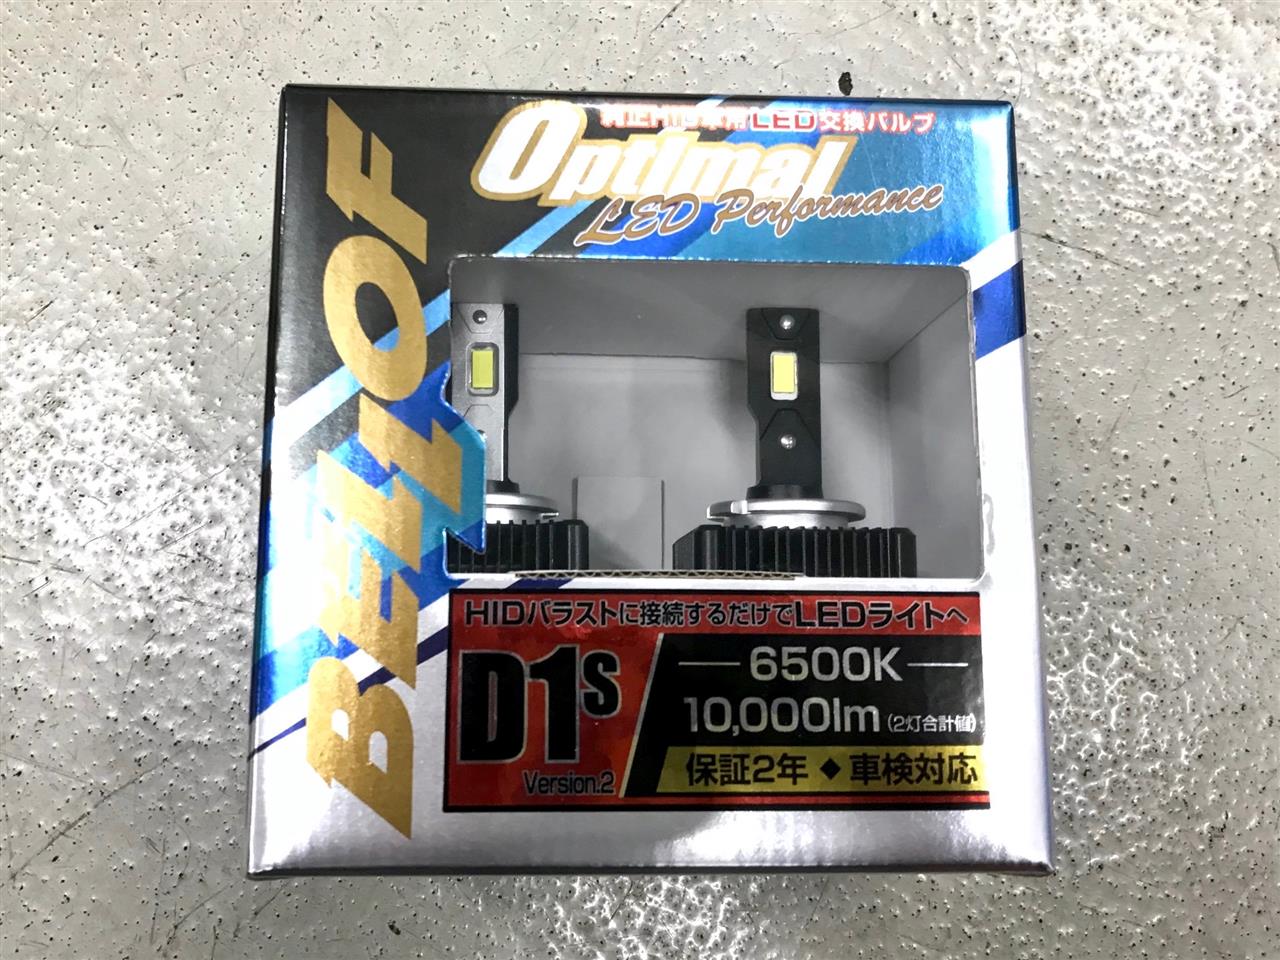 BELLOF
純正HID車用LED交換バルブ
Optimal
LED Performance
HIDバラストに接続するだけでLEDライトへ
D1s
Version.2
6500K
10,000lm (2灯合計値)
保証2年◆車検対応